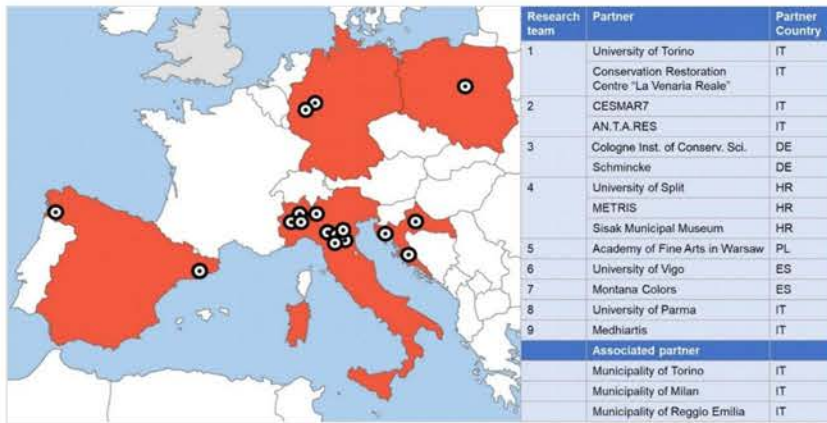 Research team Partner Partner Country
1 University of Torino IT
Conservation Restoration Centre "La Venaria Reale" IT
2 CESMAR7 IT
AN.T.A.RES IT
3 Cologne Inst. of Conserv. Sci. DE
Schmincke DE
4 University of Split HR
METRIS HR
Sisak Municipal Museum HR
5 Academy of Fine Arts in Warsaw PL
6 University of Vigo ES
7 Montana Colors ES
8 University of Parma IT
9 Medhiartis IT
Associated partner
Municipality of Torino IT
Municipality of Milan IT
Municipality of Reggio Emilia IT